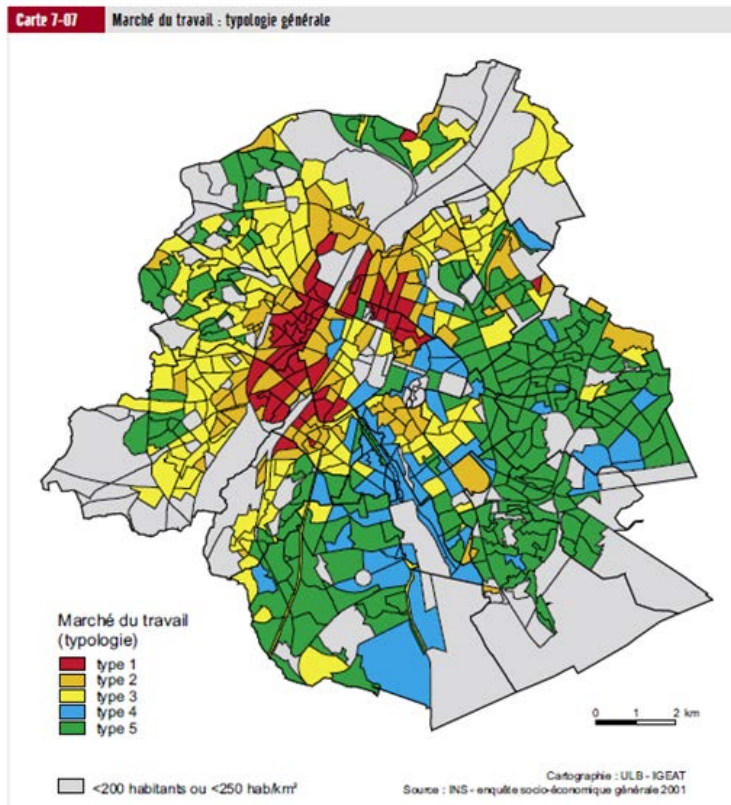 Carte 7-07 Marché du travail : typologie générale
Marché du travail
(typologie)
type 1
type 2
type 3
type 4
type 5
<200 habitants ou <250 hab/km²
0 1 2 km
Cartographie : ULB - IGEAT
Source : INS - enquête socio-économique générale 2001